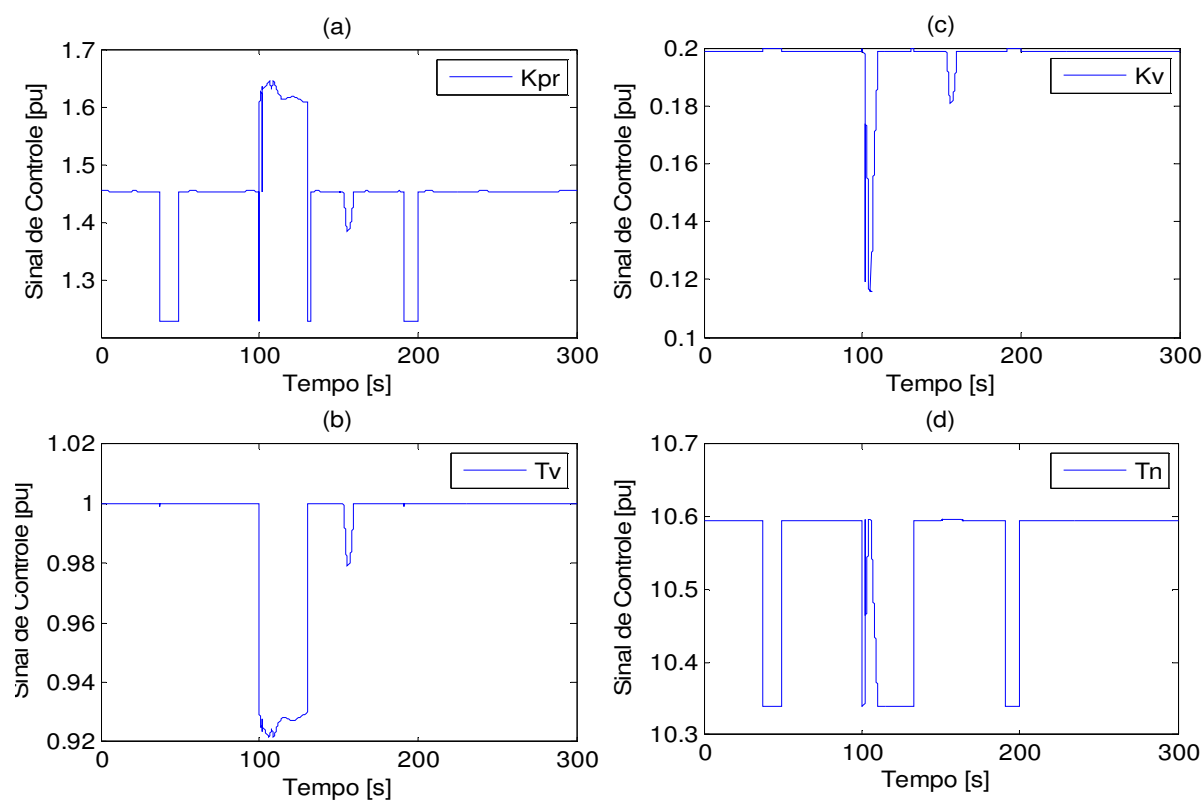 (a)
Sinal de Controle [pu]
1.7
1.6
1.5
1.4
1.3
Kpr
0
100
200
300
Tempo [s]
(c)
Sinal de Controle [pu]
0.2
0.18
0.16
0.14
0.12
0.1
Kv
0
100
200
300
Tempo [s]
(b)
Sinal de Controle [pu]
1.02
1
0.98
0.96
0.94
0.92
Tv
0
100
200
300
Tempo [s]
(d)
Sinal de Controle [pu]
10.7
10.6
10.5
10.4
10.3
Tn
0
100
200
300
Tempo [s]